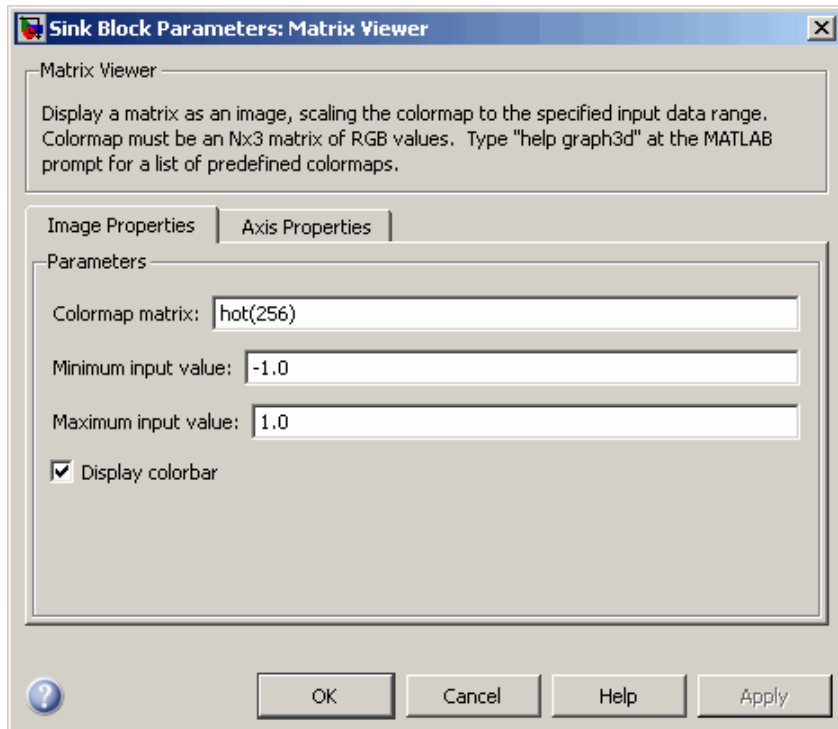 Sink Block Parameters: Matrix Viewer
Matrix Viewer
Display a matrix as an image, scaling the colormap to the specified input data range.
Colormap must be an Nx3 matrix of RGB values.  Type "help graph3d" at the MATLAB
prompt for a list of predefined colormaps.
Image Properties Axis Properties
Parameters
Colormap matrix: hot(256)
Minimum input value: -1.0
Maximum input value: 1.0
Display colorbar
? OK Cancel Help Apply